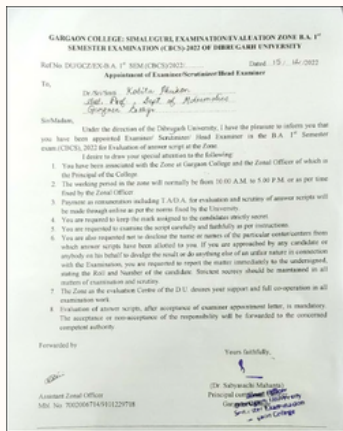 GARGAON COLLEGE: SIMALUGURI, EXAMINATION/EVALUATION ZONE B.A. 1ST
SEMESTER EXAMINATION (CBCS)-2022 OF DIBRUGARH UNIVERSITY
Ref No. DU/GCZ/EX-B.A. 1st SEM.(CBCS)/2022: Dated /2022
Appointment of Examiner/Scrutinizer/Head Examiner
To,
Dr./Sri/Smti Kabita Phukan
Asst. Prof., Dept. of Mathematics
Gargaon College
Sir/Madam,
Under the direction of the Dibrugarh University, I have the pleasure to inform you that
you have been appointed Examiner/ Scrutinizer/ Head Examiner in the B.A. 1st Semester
exam.(CBCS), 2022 for Evaluation of answer script at the Zone.
I desire to draw your special attention to the following:
1. You have been associated with the Zone at Gargaon College and the Zonal Officer of which is
the Principal of the College.
2. The working period in the zone will normally be from 10.00 A.M. to 5.00 P.M. or as per time
fixed by the Zonal Officer.
3. Payment as remuneration including T.A/D.A. for evaluation and scrutiny of answer scripts will
be made through online as per the norms fixed by the University.
4. You are required to keep the mark assigned to the candidates strictly secret.
5. You are required to examine the script carefully and faithfully as per instructions.
6. You are also requested not to disclose the name or names of the particular center/centers from
which answer scripts have been allotted to you. If you are approached by any candidate or
anybody on his behalf to divulge the result or do anything else of an unfair nature in connection
with the Examination, you are requested to report the matter immediately to the undersigned,
stating the Roll and Number of the candidate. Strictest secrecy should be maintained in all
matters of examination and scrutiny.
7. The Zone as the evaluation Centre of the D.U. desires your support and full co-operation in all
examination work.
8. Evaluation of answer scripts, after acceptance of examiner appointment letter, is mandatory.
The acceptance or non-acceptance of the responsibility will be forwarded to the concerned
competent authority.
Forwarded by
Yours faithfully,
(Dr. Sabyasachi Mahanta)
Assistant Zonal Officer
Principal Zonal Officer
Mbl. No 7002006714/9101229708
Gargaon College